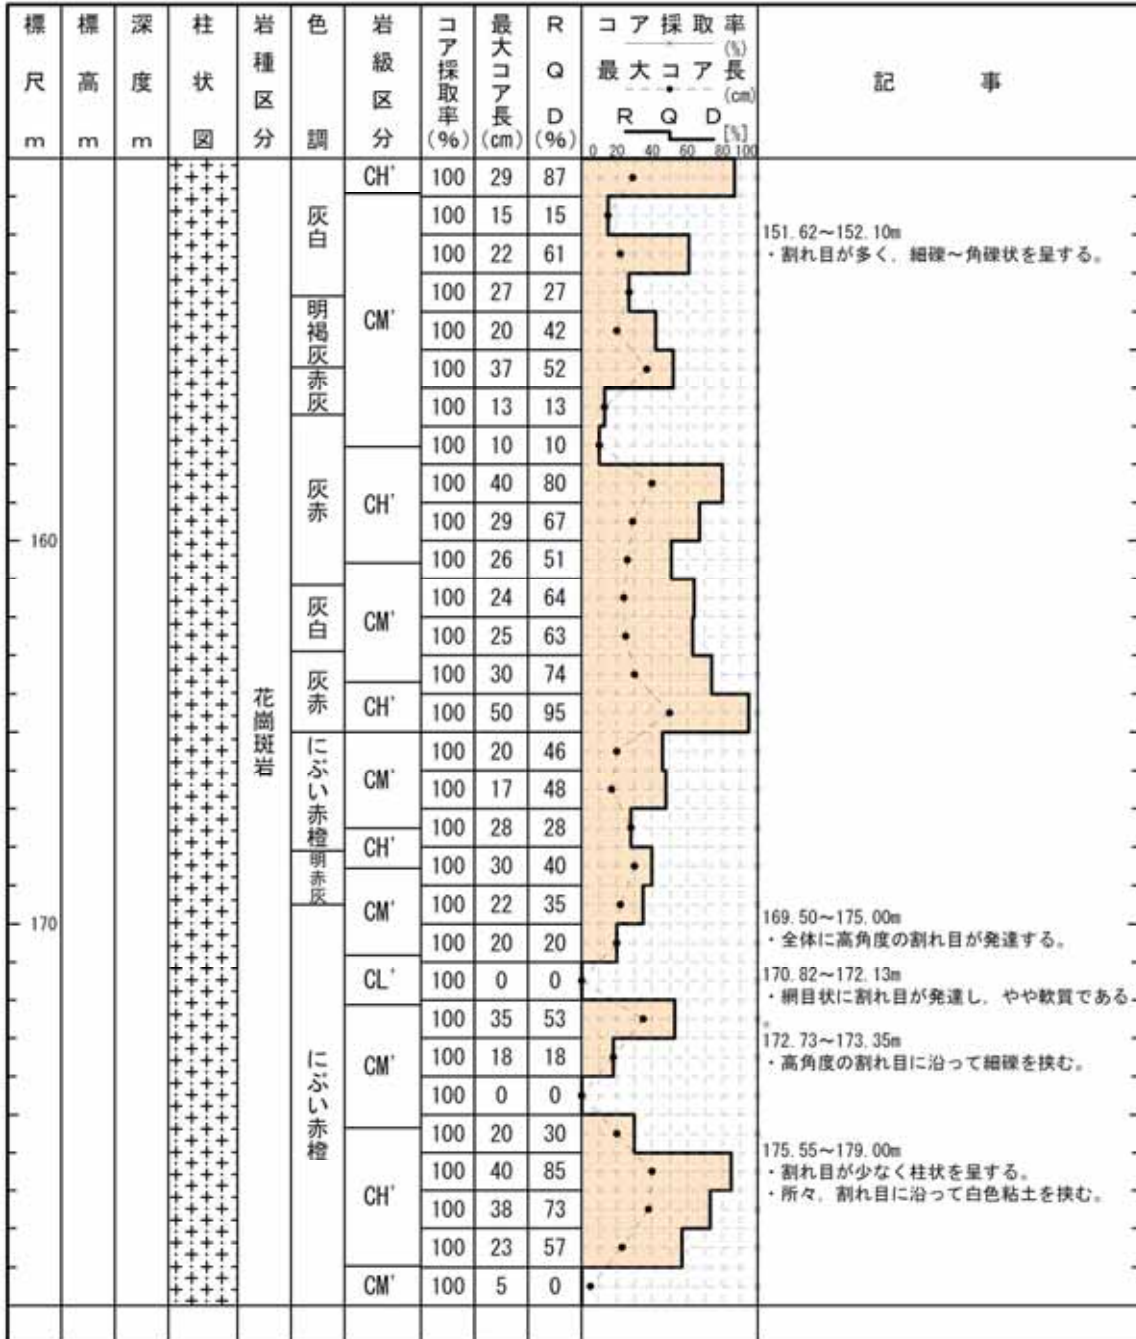 標尺m
標高m
深度m
柱状図
岩種区分
色調
岩級区分
コア採取率(%)
最大コア長(cm)
RQD(%)
コア採取率
(%)
最大コア長
(cm)
RQD
[%]
0 20 40 60 80 100
記事
CH' 100 29 87
100 15 15
100 22 61
100 27 27
CM' 100 20 42
100 37 52
100 13 13
100 10 10
100 40 80
CH' 100 29 67
160 100 26 51
100 24 64
CM' 100 25 63
100 30 74
CH' 100 50 95
100 20 46
CM' 100 17 48
100 28 28
CH' 100 30 40
CM' 100 22 35
170 100 20 20
CL' 100 0 0
100 35 53
CM' 100 18 18
100 0 0
100 20 30
100 40 85
CH' 100 38 73
100 23 57
CM' 100 5 0
花崗斑岩
灰白
明褐灰
赤灰
灰赤
灰白
灰赤
にぶい赤橙
明赤灰
にぶい赤橙
151.62～152.10m
・割れ目が多く、細礫～角礫状を呈する。
169.50～175.00m
・全体に高角度の割れ目が発達する。
170.82～172.13m
・網目状に割れ目が発達し、やや軟質である
。
172.73～173.35m
・高角度の割れ目に沿って細礫を挟む。
175.55～179.00m
・割れ目が少なく柱状を呈する。
・所々、割れ目に沿って白色粘土を挟む。